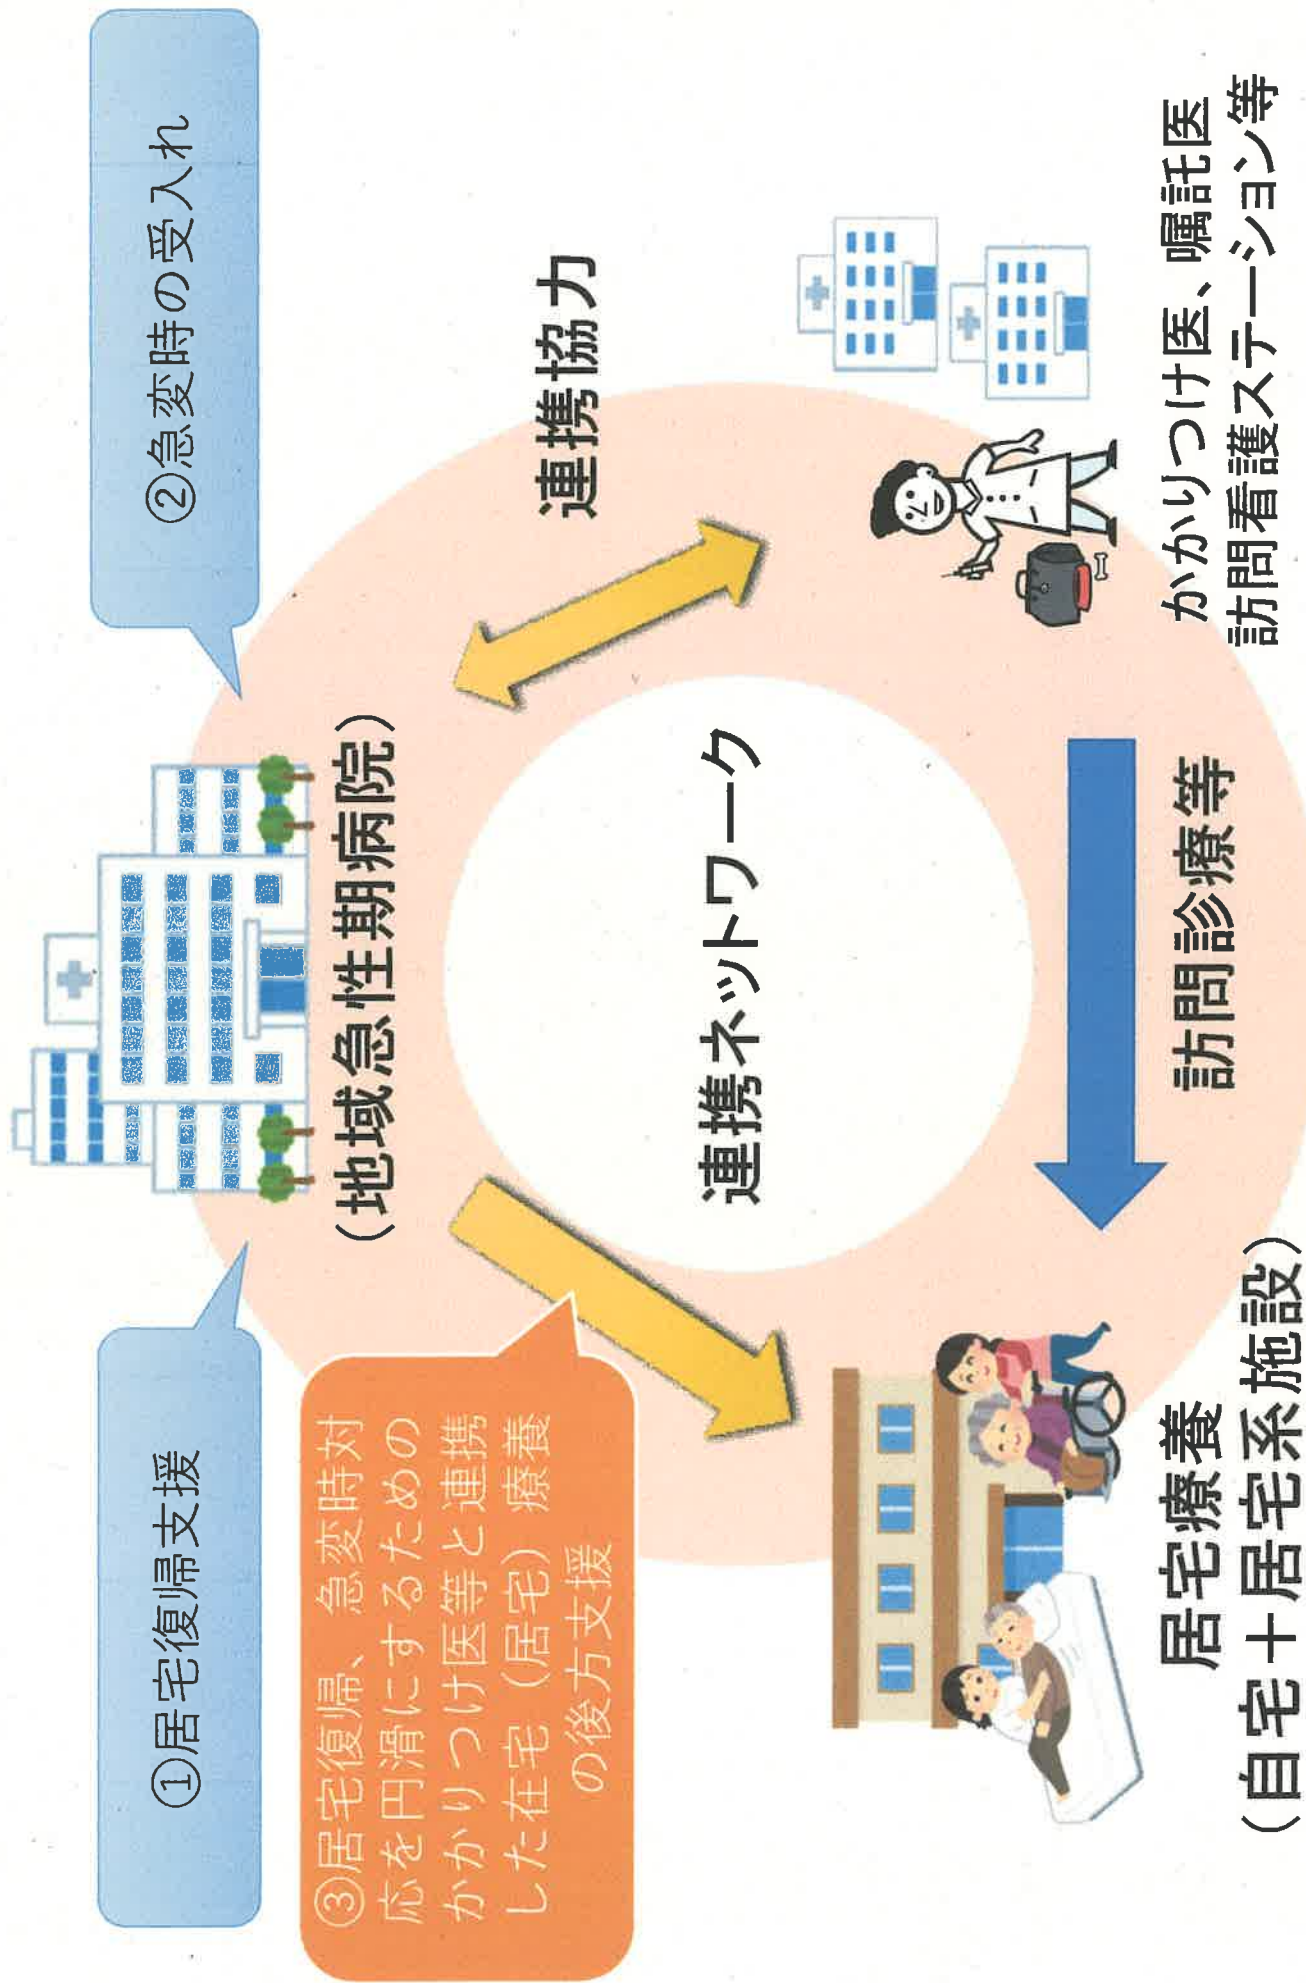 ①居宅復帰支援
②急変時の受入れ
(地域急性期病院)
③居宅復帰、急変時対
応を円滑にするための
かかりつけ医等と連携
した在宅(居宅)療養
の後方支援
連携協力
連携ネットワーク
居宅療養
(自宅+居宅系施設)
訪問診療等
かかりつけ医、嘱託医
訪問看護ステーション等